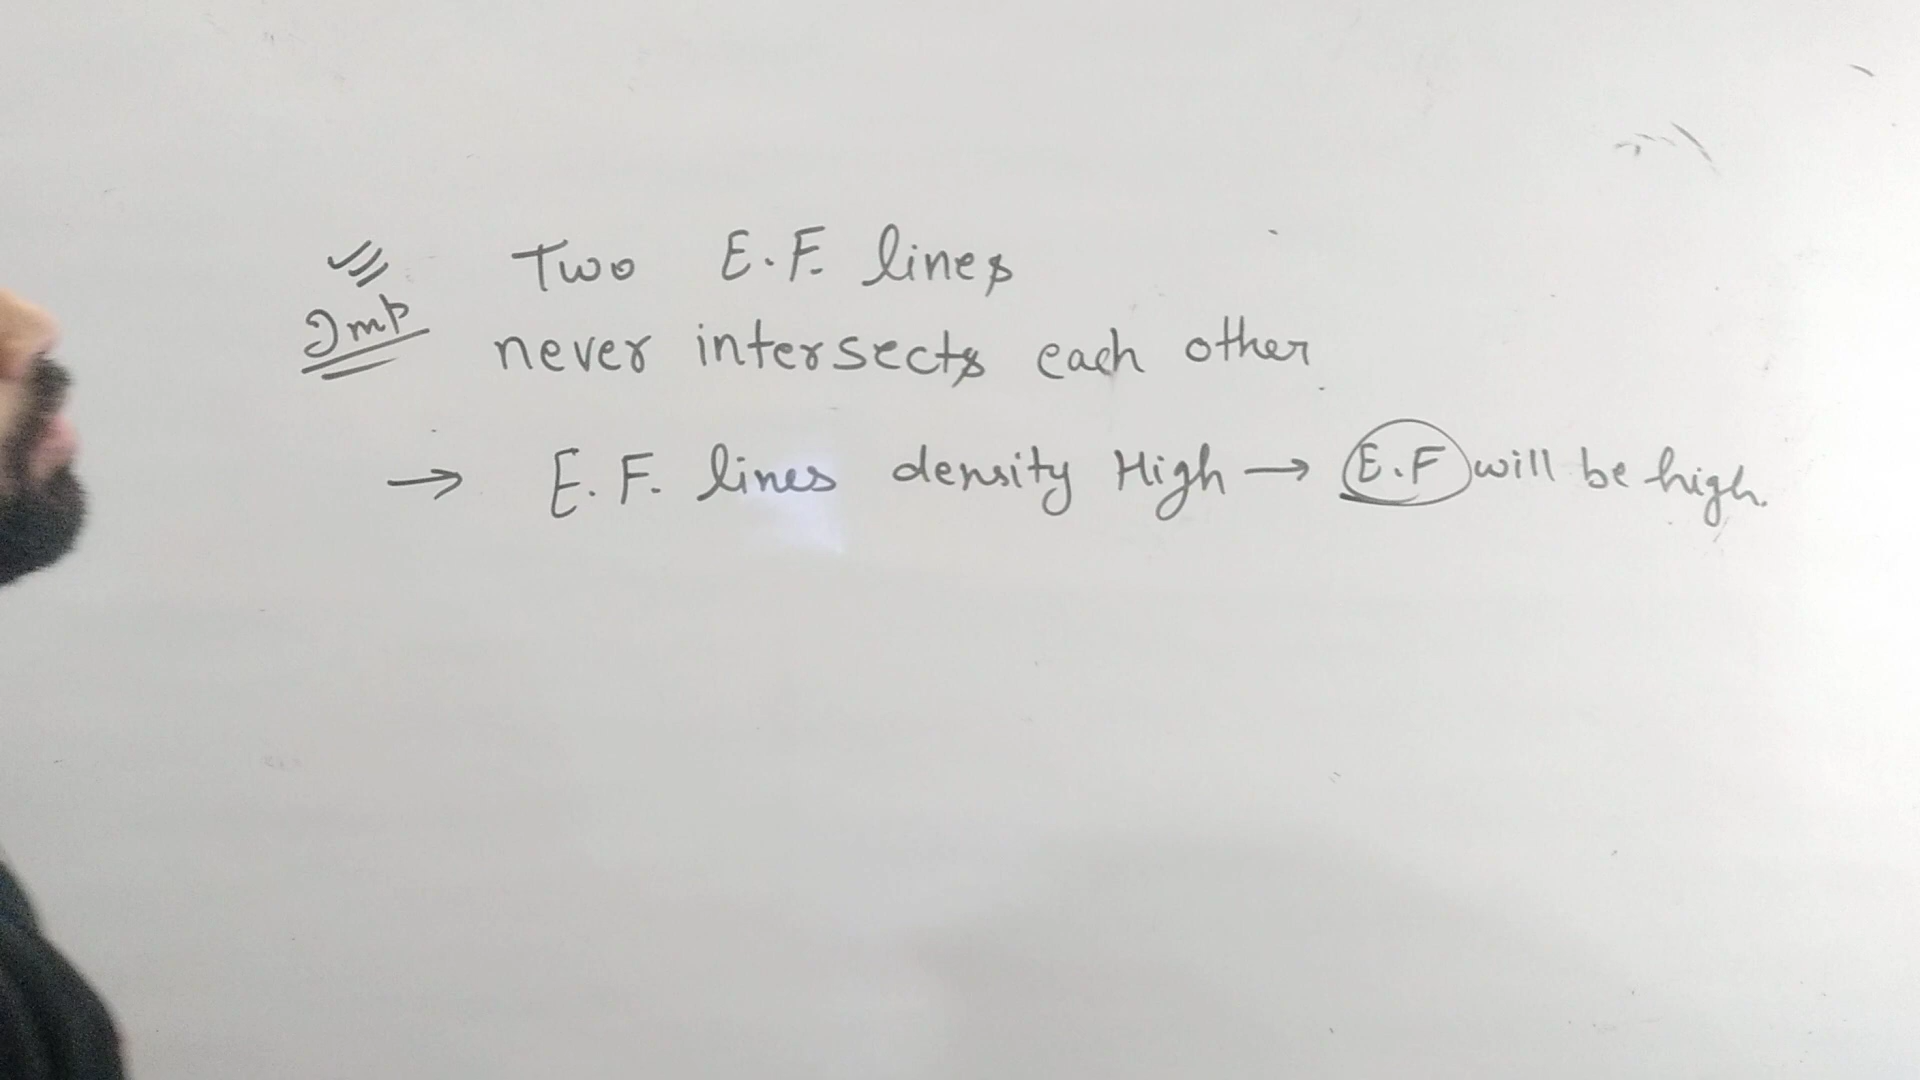 Two E.F. lines
Imp never intersects each other
→ E.F. lines density High → E.F will be high.